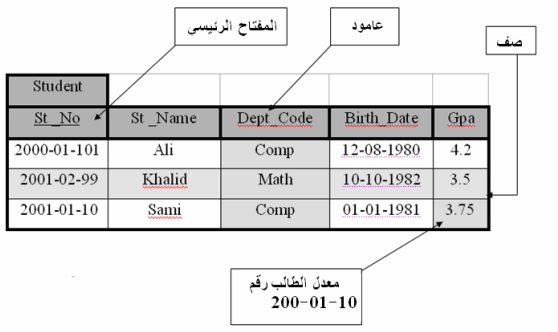 المفتاح الرئيسي
عامود
صف
Student
St_No St_Name Dept_Code Birth_Date Gpa
2000-01-101 Ali Comp 12-08-1980 4.2
2001-02-99 Khalid Math 10-10-1982 3.5
2001-01-10 Sami Comp 01-01-1981 3.75
معدل الطالب رقم
200-01-10